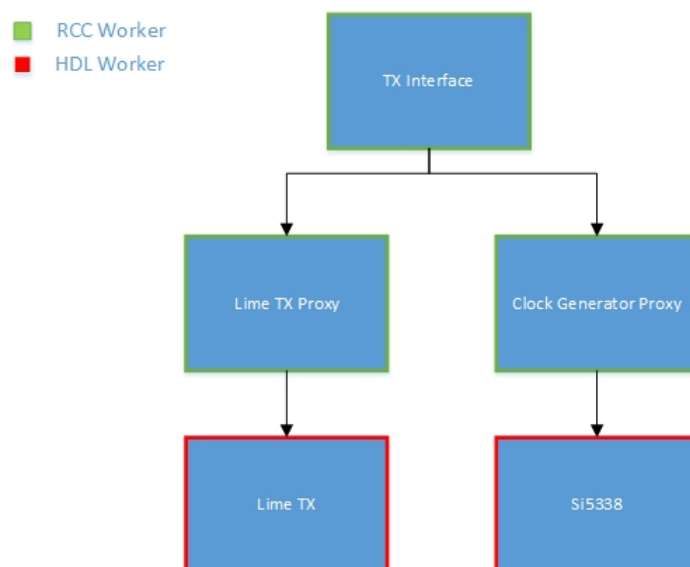 RCC Worker
HDL Worker
TX Interface
Lime TX Proxy
Clock Generator Proxy
Lime TX
Si5338